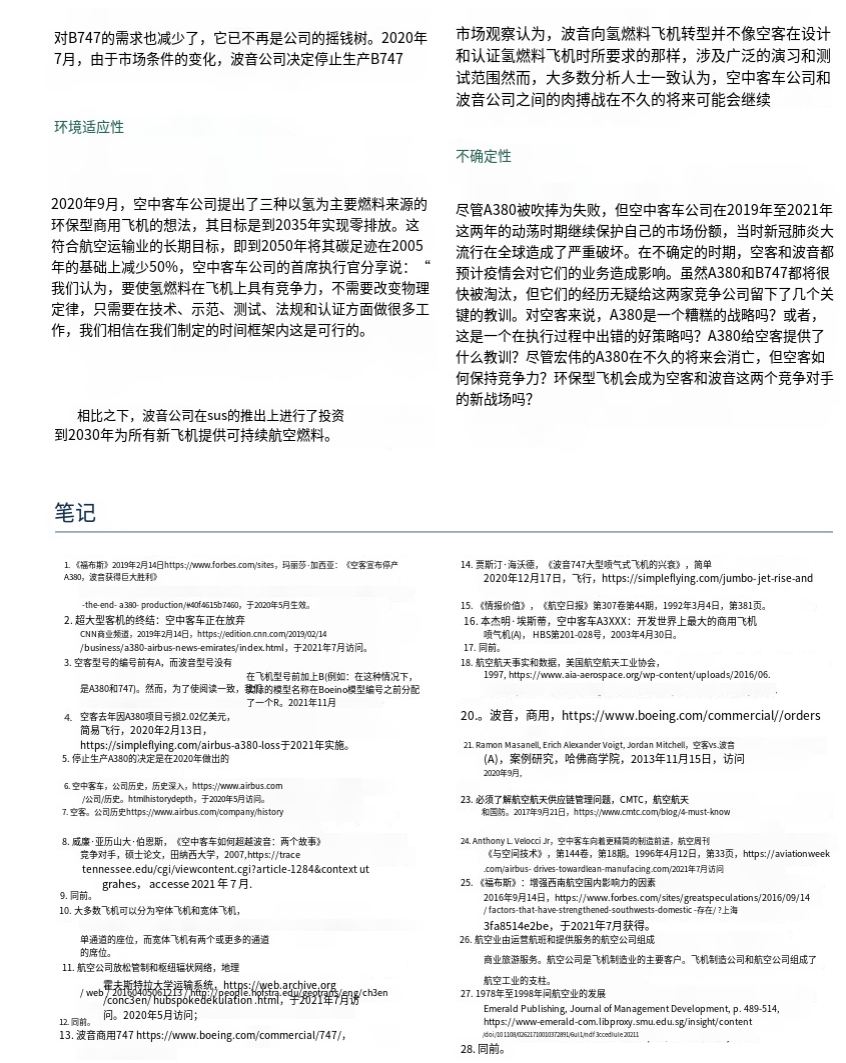 对B747的需求也减少了，它已不再是公司的摇钱树。2020年
7月，由于市场条件的变化，波音公司决定停止生产B747
环境适应性
2020年9月，空中客车公司提出了三种以氢为主要燃料来源的
环保型商用飞机的想法，其目标是到2035年实现零排放。这
符合航空运输业的长期目标，即到2050年将其碳足迹在2005
年的基础上减少50%，空中客车公司的首席执行官分享说：“
我们认为，要使氢燃料在飞机上具有竞争力，不需要改变物理
定律，只需要在技术、示范、测试、法规和认证方面做很多工
作，我们相信在我们制定的时间框架内这是可行的。
相比之下，波音公司在sus的推出上进行了投资
到2030年为所有新飞机提供可持续航空燃料。
市场观察认为，波音向氢燃料飞机转型并不像空客在设计
和认证氢燃料飞机时所要求的那样，涉及广泛的演习和测
试范围然而，大多数分析人士一致认为，空中客车公司和
波音公司之间的肉搏战在不久的将来可能会继续
不确定性
尽管A380被吹捧为失败，但空中客车公司在2019年至2021年
这两年的动荡时期继续保护自己的市场份额，当时新冠肺炎大
流行在全球造成了严重破坏。在不确定的时期，空客和波音都
预计疫情会对它们的业务造成影响。虽然A380和B747都将很
快被淘汰，但它们的经历无疑给这两家竞争公司留下了几个关
键的教训。对空客来说，A380是一个糟糕的战略吗？或者，
这是一个在执行过程中出错的好策略吗？A380给空客提供了
什么教训？尽管宏伟的A380在不久的将来会消亡，但空客如
何保持竞争力？环保型飞机会成为空客和波音这两个竞争对手
的新战场吗？
笔记
1. 《福布斯》2019年2月14日https://www.forbes.com/sites，玛丽莎·加西亚：《空客宣布停产
A380，波音获得巨大胜利》
-the-end- a380- production/#40f4615b7460，于2020年5月生效。
2. 超大型客机的终结：空中客车正在放弃
CNN商业频道，2019年2月14日，https://edition.cnn.com/2019/02/14
/business/a380-airbus-news-emirates/index.html，于2021年7月访问。
3. 空客型号的编号前有A，而波音型号没有
在飞机型号前加上B(例如：在这种情况下，
是A380和747)。然而，为了使阅读一致，我们
的模型名称在Boeino模型编号之前分配
了一个R。2021年11月
4. 空客去年因A380项目亏损2.02亿美元，
简易飞行，2020年2月13日，
https://simpleflying.com/airbus-a380-loss于2021年实施。
5. 停止生产A380的决定是在2020年做出的
6. 空中客车，公司历史，历史深入，https://www.airbus.com
/公司/历史。htmlhistorydepth，于2020年5月访问。
7. 空客。公司历史https://www.airbus.com/company/history
8. 威廉·亚历山大·伯恩斯，《空中客车如何超越波音：两个故事》
竞争对手，硕士论文，田纳西大学，2007,https://trace
tennessee.edu/cgi/viewcontent.cgi?article-1284&context ut
grahes， accesse 2021 年 7 月.
9. 同前。
10. 大多数飞机可以分为窄体飞机和宽体飞机，
单通道的座位，而宽体飞机有两个或更多的通道
的席位。
11. 航空公司放松管制和枢纽辐状网络，地理
霍夫斯特拉大学运输系统，https://web.archive.org
/ web / 20160405061213 / http://people.hofstra.edu/geotrans/eng/ch3en
/conc3en/ hubspokedekulation .html，于2021年7月访
问。2020年5月访问；
12. 同前。
13. 波音商用747 https://www.boeing.com/commercial/747/，
14. 贾斯汀·海沃德，《波音747大型喷气式飞机的兴衰》，简单
2020年12月17日，飞行，https://simpleflying.com/jumbo- jet-rise-and
15. 《情报价值》，《航空日报》第307卷第44期，1992年3月4日，第381页。
16. 本杰明·埃斯蒂，空中客车A3XXX：开发世界上最大的商用飞机
喷气机(A)， HBS第201-028号，2003年4月30日。
17. 同前。
18. 航空航天事实和数据，美国航空航天工业协会，
1997, https://www.aia-aerospace.org/wp-content/uploads/2016/06.
20.。波音，商用，https://www.boeing.com/commercial//orders
21. Ramon Masanell, Erich Alexander Voigt, Jordan Mitchell，空客vs.波音
(A)，案例研究，哈佛商学院，2013年11月15日，访问
2020年9月,
23. 必须了解航空航天供应链管理问题，CMTC，航空航天
和国防。2017年9月21日，https://www.cmtc.com/blog/4-must-know
24. Anthony L. Velocci Jr，空中客车向着更精简的制造前进，航空周刊
《与空间技术》，第144卷，第18期。1996年4月12日，第33页，https://aviationweek
.com/airbus- drives-towardlean-manufacing.com/2021年7月访问
25. 《福布斯》：增强西南航空国内影响力的因素
2016年9月14日，https://www.forbes.com/sites/greatspeculations/2016/09/14
/ factors-that-have-strengthened-southwests-domestic -存在/ ?上海
3fa8514e2be，于2021年7月获得。
26. 航空业由运营航班和提供服务的航空公司组成
商业旅游服务。航空公司是飞机制造业的主要客户。飞机制造公司和航空公司组成了
航空工业的支柱。
27. 1978年至1998年间航空业的发展
Emerald Publishing, Journal of Management Development, p. 489-514,
https://www-emerald-com.libproxy.smu.edu.sg/insight/content
28. 同前。